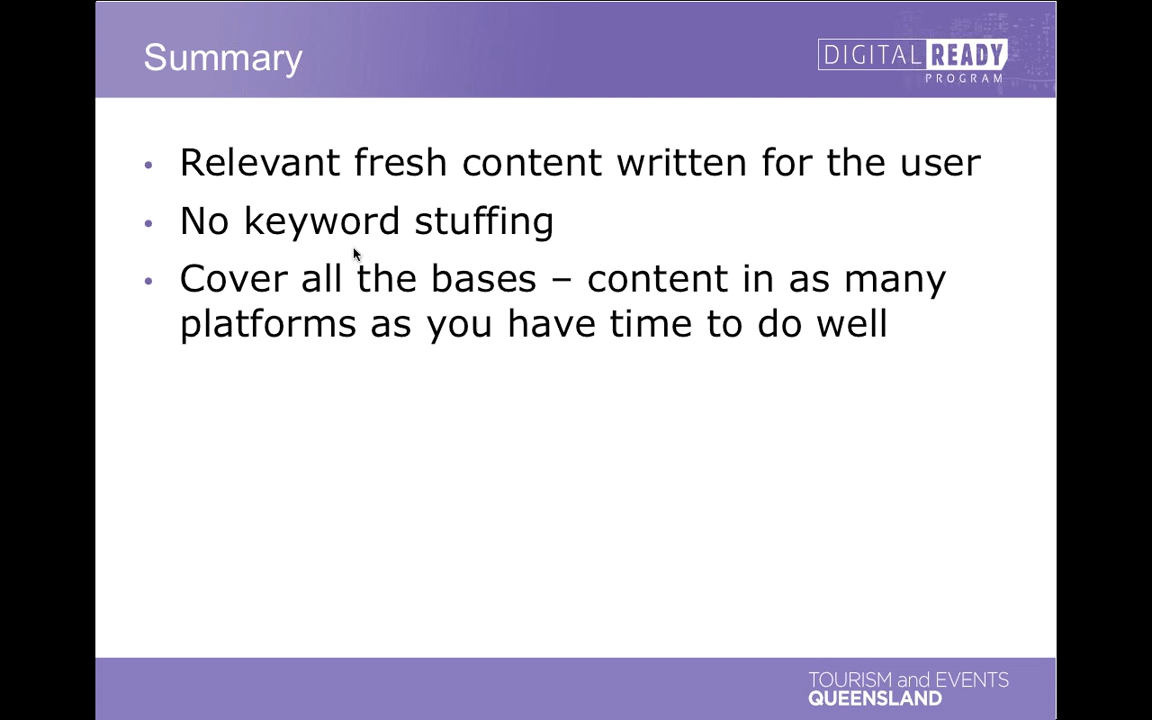 Summary
DIGITAL READY
PROGRAM
• Relevant fresh content written for the user
• No keyword stuffing
• Cover all the bases – content in as many
platforms as you have time to do well
TOURISM and EVENTS
QUEENSLAND